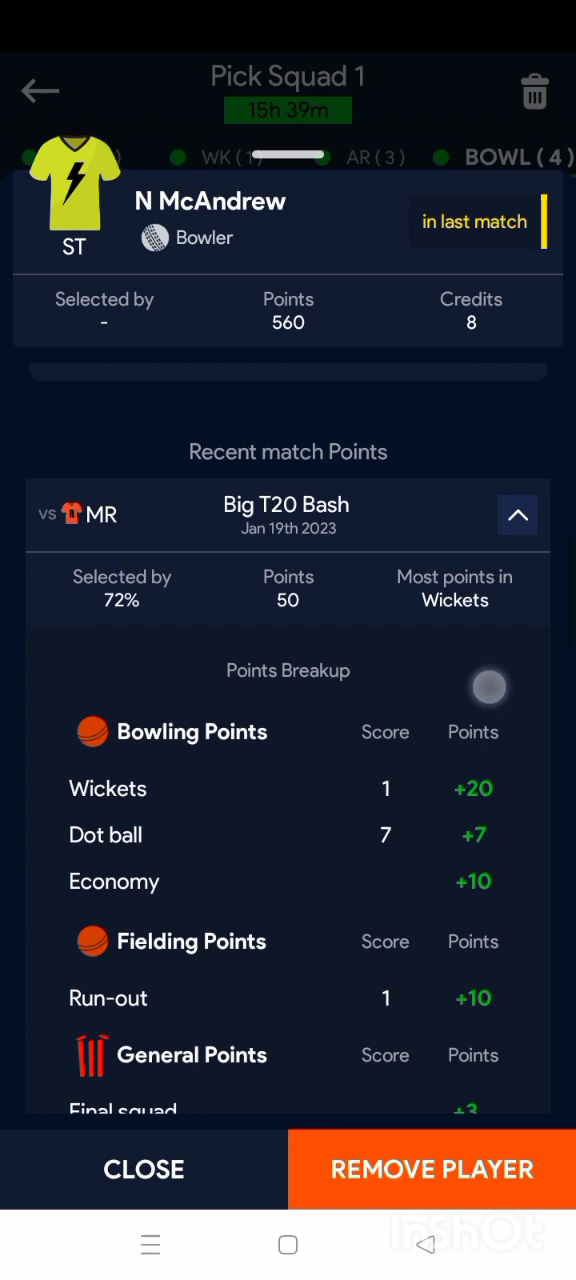 Pick Squad 1
15h 39m
WK ( 1 ) AR ( 3 ) BOWL ( 4 )
N McAndrew
Bowler
in last match
ST
Selected by Points Credits
- 560 8
Recent match Points
vs MR Big T20 Bash
Jan 19th 2023
Selected by Points Most points in
72% 50 Wickets
Points Breakup
Bowling Points Score Points
Wickets 1 +20
Dot ball 7 +7
Economy +10
Fielding Points Score Points
Run-out 1 +10
General Points Score Points
Final squad +3
CLOSE REMOVE PLAYER
InShOt